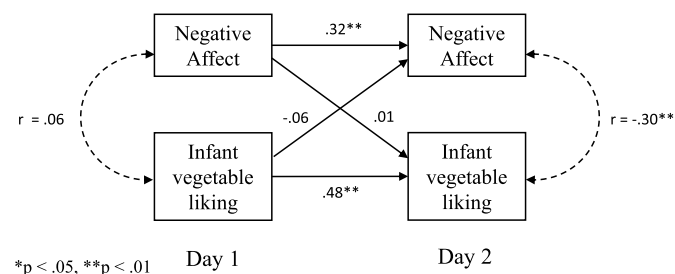 Negative
Affect
.32**
Negative
Affect
r = .06
-.06
.01
r = -.30**
Infant
vegetable
liking
.48**
Infant
vegetable
liking
*p < .05, **p < .01
Day 1
Day 2